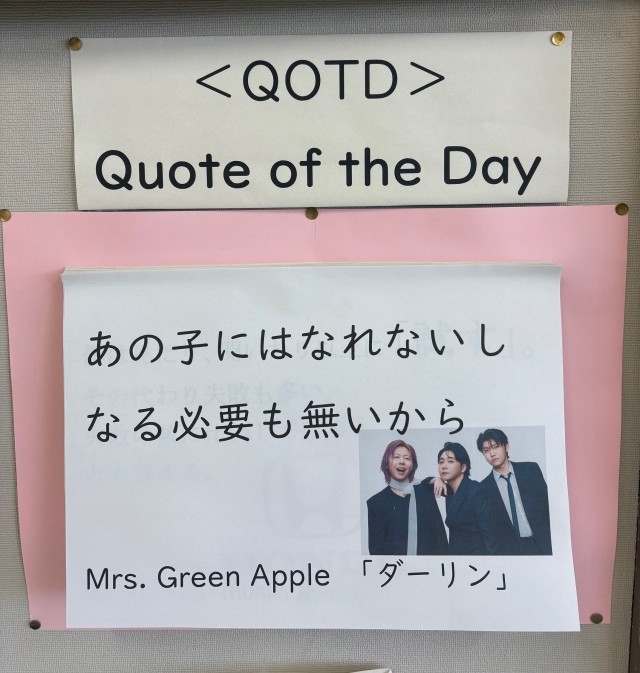 <QOTD>
Quote of the Day
あの子にはなれないし
なる必要も無いから
Mrs. Green Apple 「ダーリン」